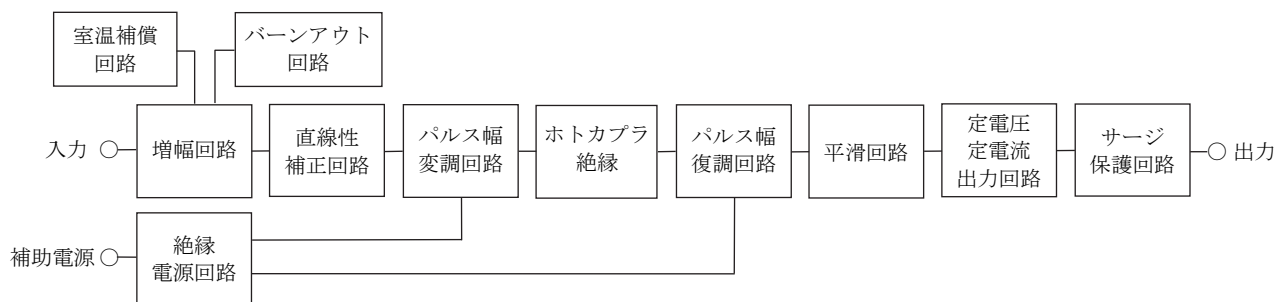 室温補償
回路
バーンアウト
回路
入力
増幅回路
直線性
補正回路
パルス幅
変調回路
ホトカプラ
絶縁
パルス幅
復調回路
平滑回路
定電圧
定電流
出力回路
サージ
保護回路
出力
補助電源
絶縁
電源回路